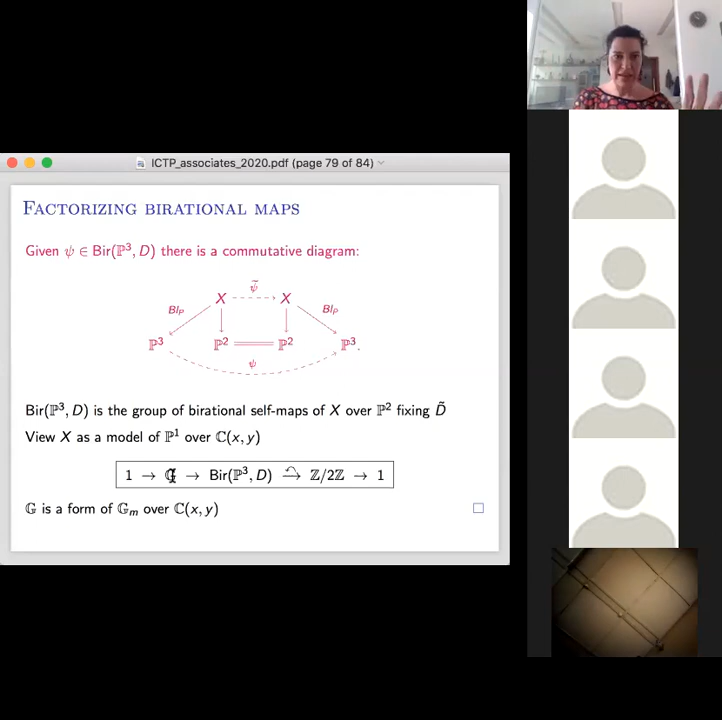 ICTP_associates_2020.pdf (page 79 of 84)
FACTORIZING BIRATIONAL MAPS
Given ψ ∈ Bir(ℙ³, D) there is a commutative diagram:
ψ̃
X X
Bl_P Bl_P
ℙ³ ℙ² ℙ² ℙ³.
ψ
Bir(ℙ³, D) is the group of birational self-maps of X over ℙ² fixing D̃
View X as a model of ℙ¹ over ℂ(x, y)
1 → 𝔾 → Bir(ℙ³, D) → ℤ/2ℤ → 1
𝔾 is a form of 𝔾ₘ over ℂ(x, y)